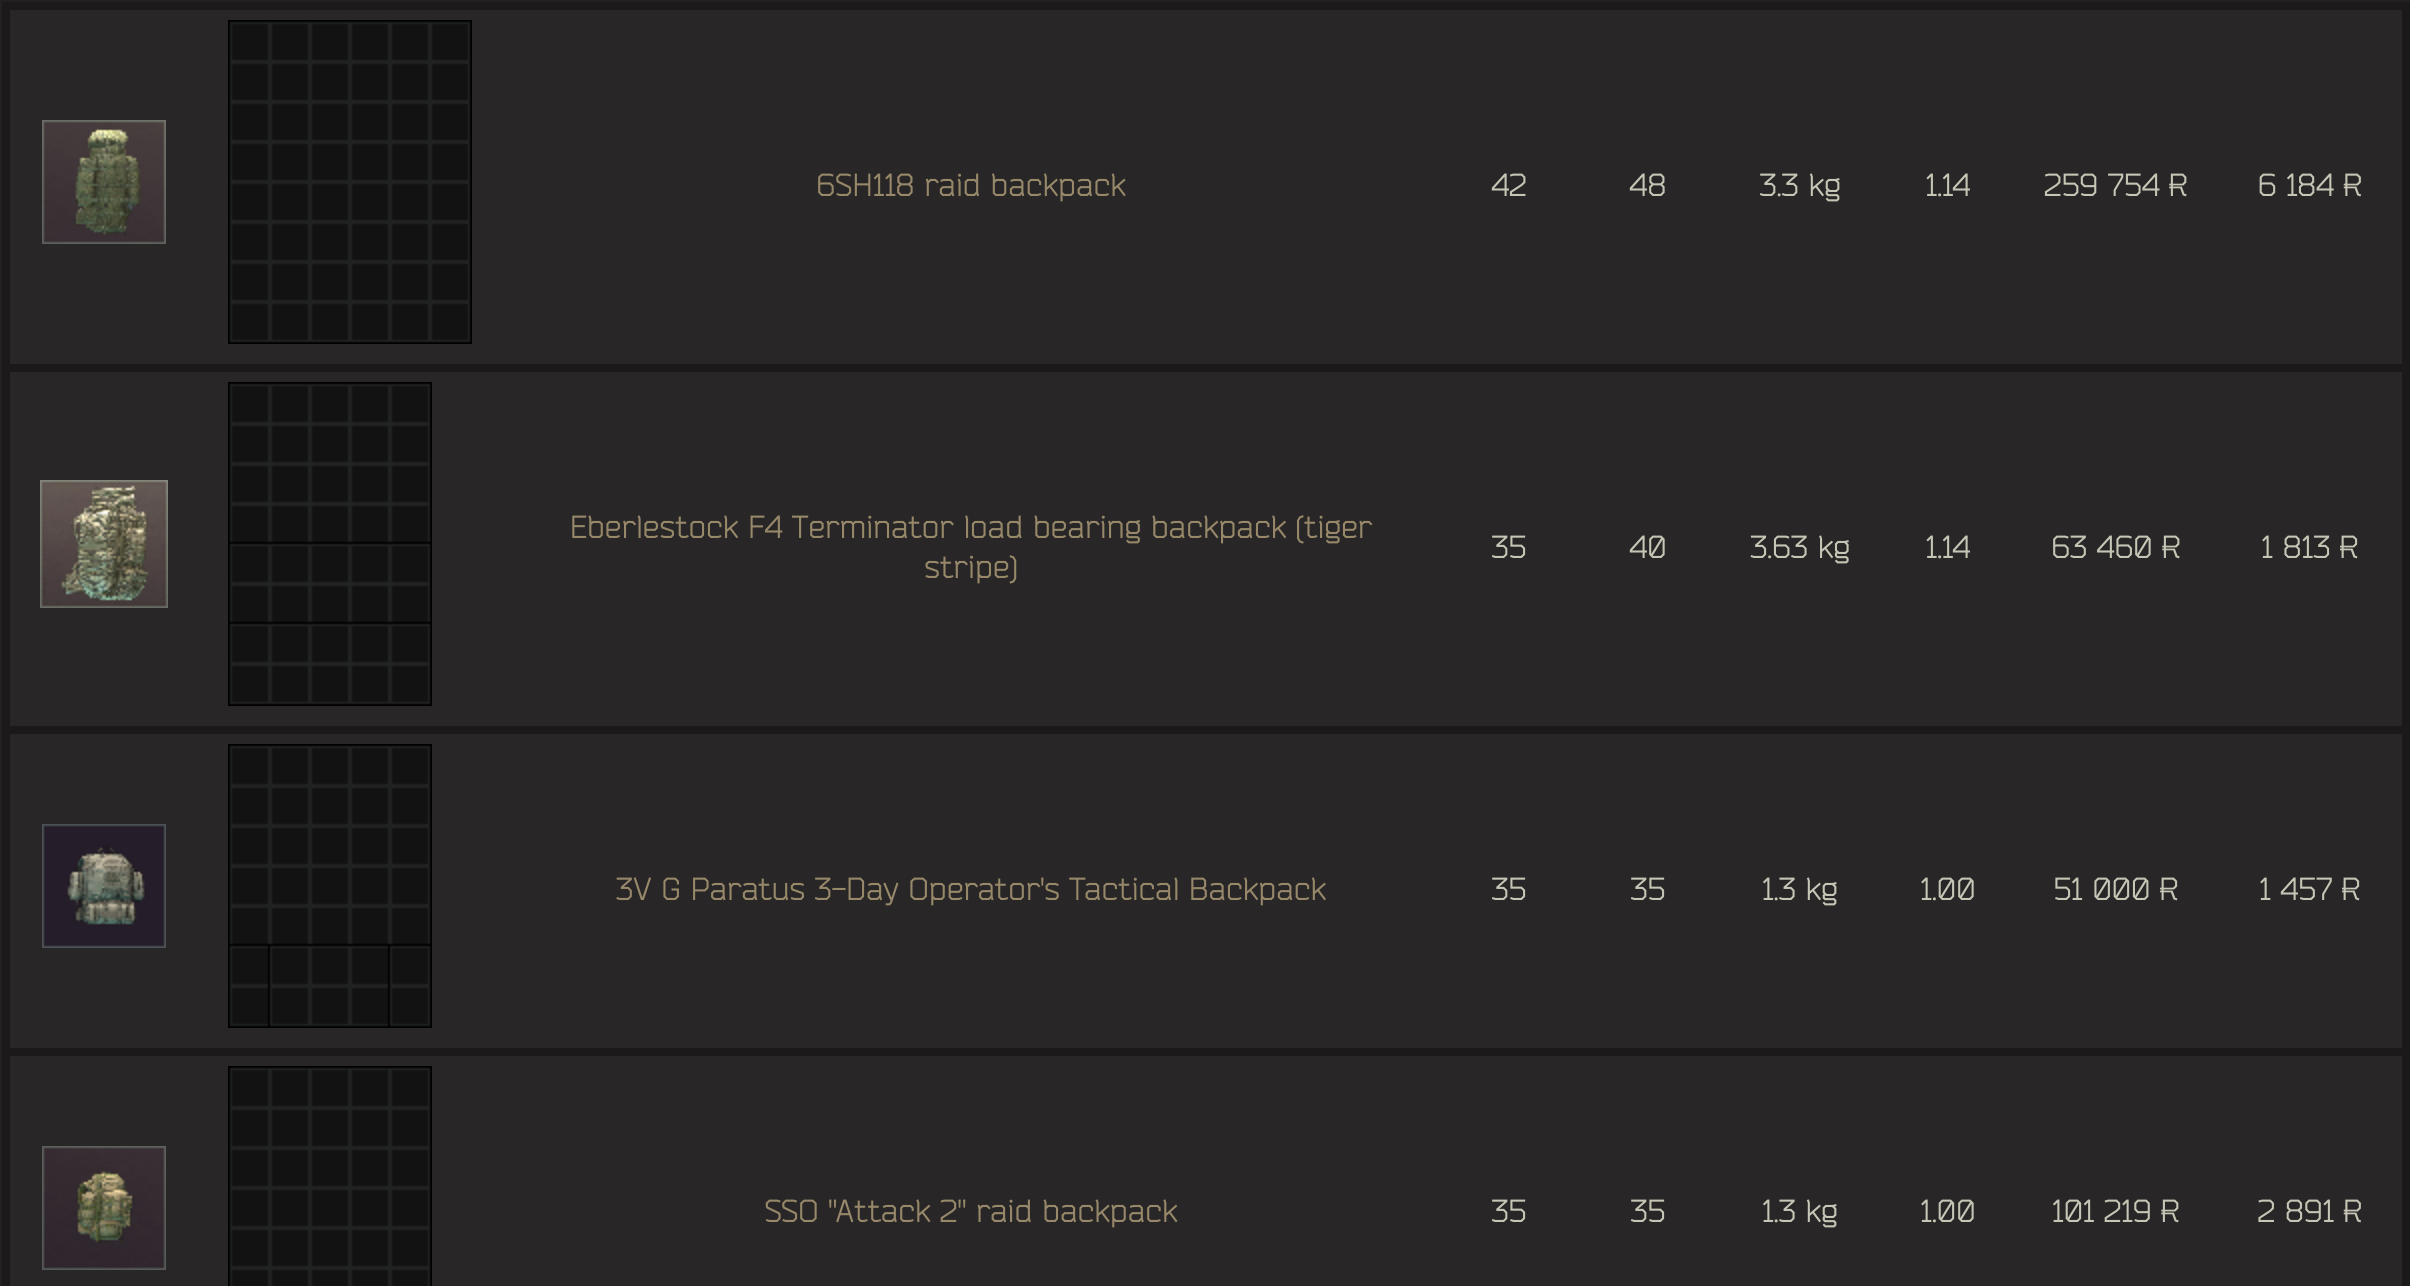 6SH118 raid backpack 42 48 3.3 kg 1.14 259 754 ₽ 6 184 ₽
Eberlestock F4 Terminator load bearing backpack (tiger
stripe) 35 40 3.63 kg 1.14 63 460 ₽ 1 813 ₽
3V G Paratus 3-Day Operator's Tactical Backpack 35 35 1.3 kg 1.00 51 000 ₽ 1 457 ₽
SSO "Attack 2" raid backpack 35 35 1.3 kg 1.00 101 219 ₽ 2 891 ₽